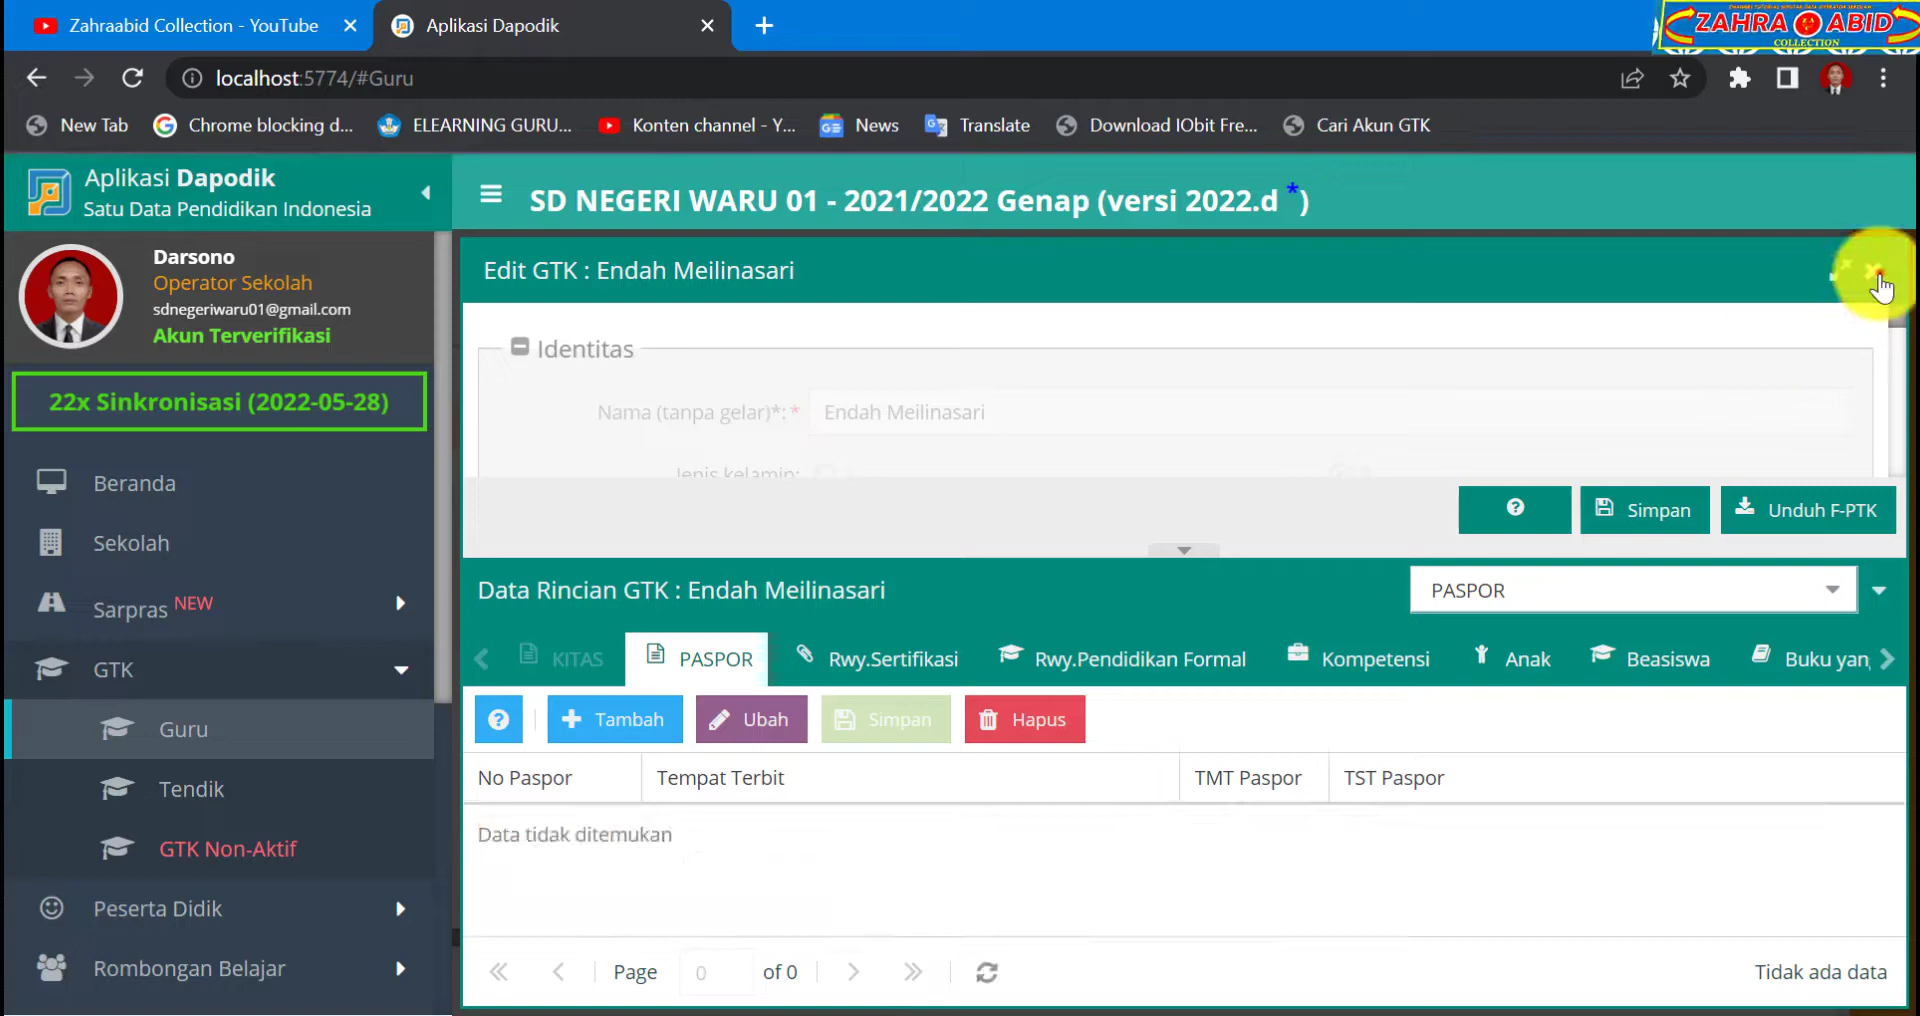 Zahraabid Collection - YouTube
Aplikasi Dapodik
ZAHRA ABID
COLLECTION
localhost:5774/#Guru
New Tab
Chrome blocking d...
ELEARNING GURU...
Konten channel - Y...
News
Translate
Download IObit Fre...
Cari Akun GTK
Aplikasi Dapodik
Satu Data Pendidikan Indonesia
SD NEGERI WARU 01 - 2021/2022 Genap (versi 2022.d *)
Darsono
Operator Sekolah
sdnegeriwaru01@gmail.com
Akun Terverifikasi
22x Sinkronisasi (2022-05-28)
Beranda
Sekolah
Sarpras NEW
GTK
Guru
Tendik
GTK Non-Aktif
Peserta Didik
Rombongan Belajar
Edit GTK : Endah Meilinasari
Identitas
Nama (tanpa gelar)*: * Endah Meilinasari
Jenis kelamin:
Simpan
Unduh F-PTK
Data Rincian GTK : Endah Meilinasari
PASPOR
KITAS
PASPOR
Rwy.Sertifikasi
Rwy.Pendidikan Formal
Kompetensi
Anak
Beasiswa
Buku yan
Tambah
Ubah
Simpan
Hapus
No Paspor
Tempat Terbit
TMT Paspor
TST Paspor
Data tidak ditemukan
Page 0 of 0
Tidak ada data